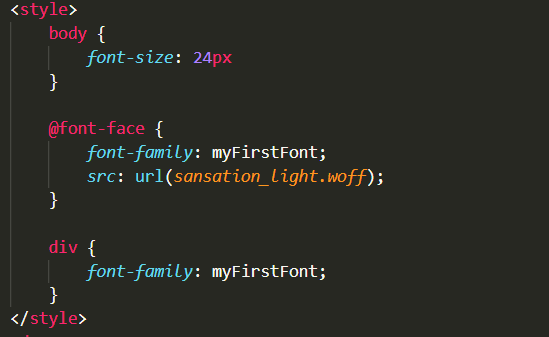 <style>
body {
font-size: 24px
}
@font-face {
font-family: myFirstFont;
src: url(sansation_light.woff);
}
div {
font-family: myFirstFont;
}
</style>